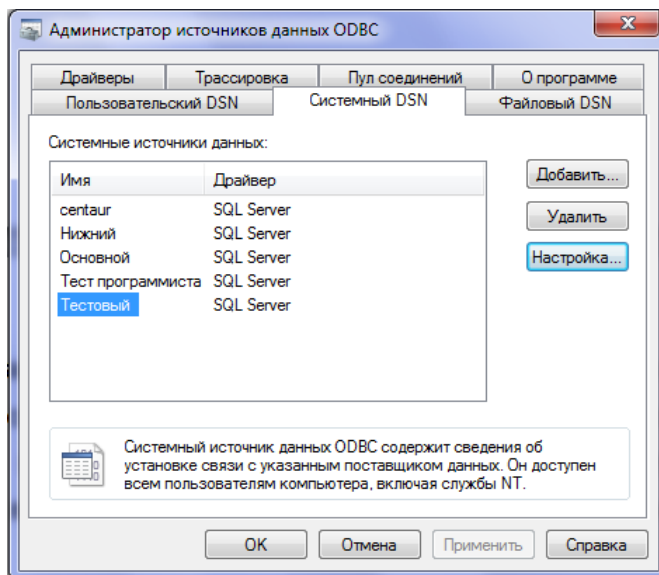 Администратор источников данных ODBC
Драйверы Трассировка Пул соединений О программе
Пользовательский DSN Системный DSN Файловый DSN
Системные источники данных:
Имя Драйвер
centaur SQL Server
Нижний SQL Server
Основной SQL Server
Тест программиста SQL Server
Тестовый SQL Server
Добавить...
Удалить
Настройка...
Системный источник данных ODBC содержит сведения об
установке связи с указанным поставщиком данных. Он доступен
всем пользователям компьютера, включая службы NT.
OK Отмена Применить Справка